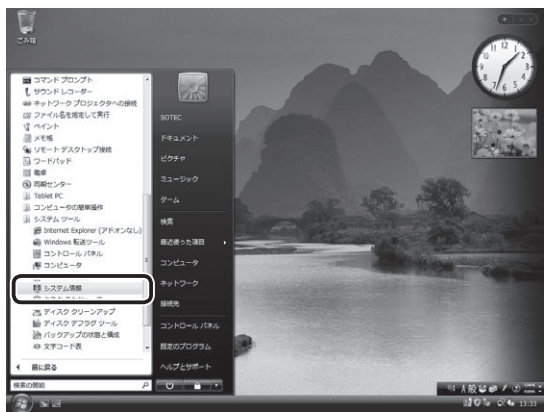 ごみ箱
コマンド プロンプト
サウンド レコーダー
ネットワーク プロジェクタへの接続
ファイル名を指定して実行
ペイント
メモ帳
リモート デスクトップ接続
ワードパッド
電卓
同期センター
Tablet PC
コンピュータの簡単操作
システム ツール
Internet Explorer (アドオンなし)
Windows 転送ツール
コントロール パネル
コンピュータ
システム情報
ディスク クリーンアップ
ディスク デフラグ ツール
バックアップの状態と構成
文字コード表
前に戻る
検索の開始
SOTEC
ドキュメント
ピクチャ
ミュージック
ゲーム
検索
最近使った項目
コンピュータ
ネットワーク
接続先
コントロール パネル
既定のプログラム
ヘルプとサポート
12
1
2
3
4
5
6
7
8
9
11
A 般
13:33